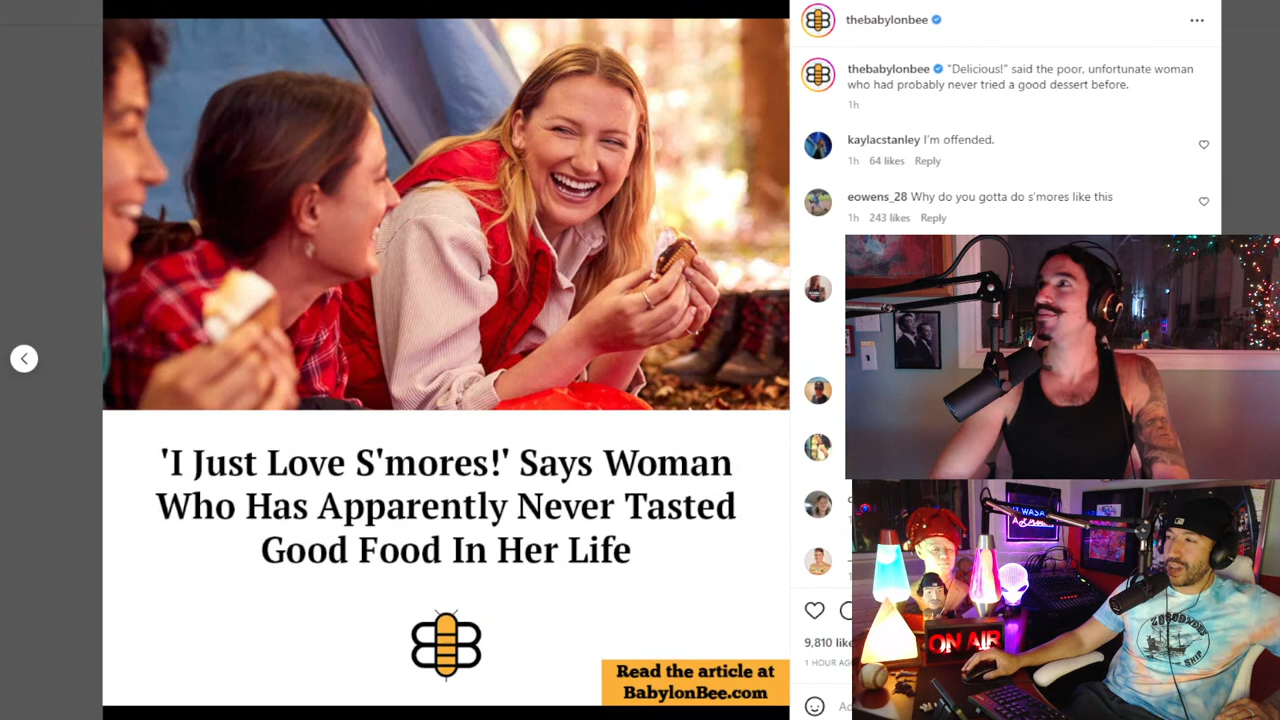 'I Just Love S'mores!' Says Woman
Who Has Apparently Never Tasted
Good Food In Her Life
Read the article at
BabylonBee.com
thebabylonbee
thebabylonbee "Delicious!" said the poor, unfortunate woman
who had probably never tried a good dessert before.
1h
kaylacstanley I'm offended.
1h 64 likes Reply
eowens_28 Why do you gotta do s'mores like this
1h 243 likes Reply
9,810 like
1 HOUR AG
ON AIR